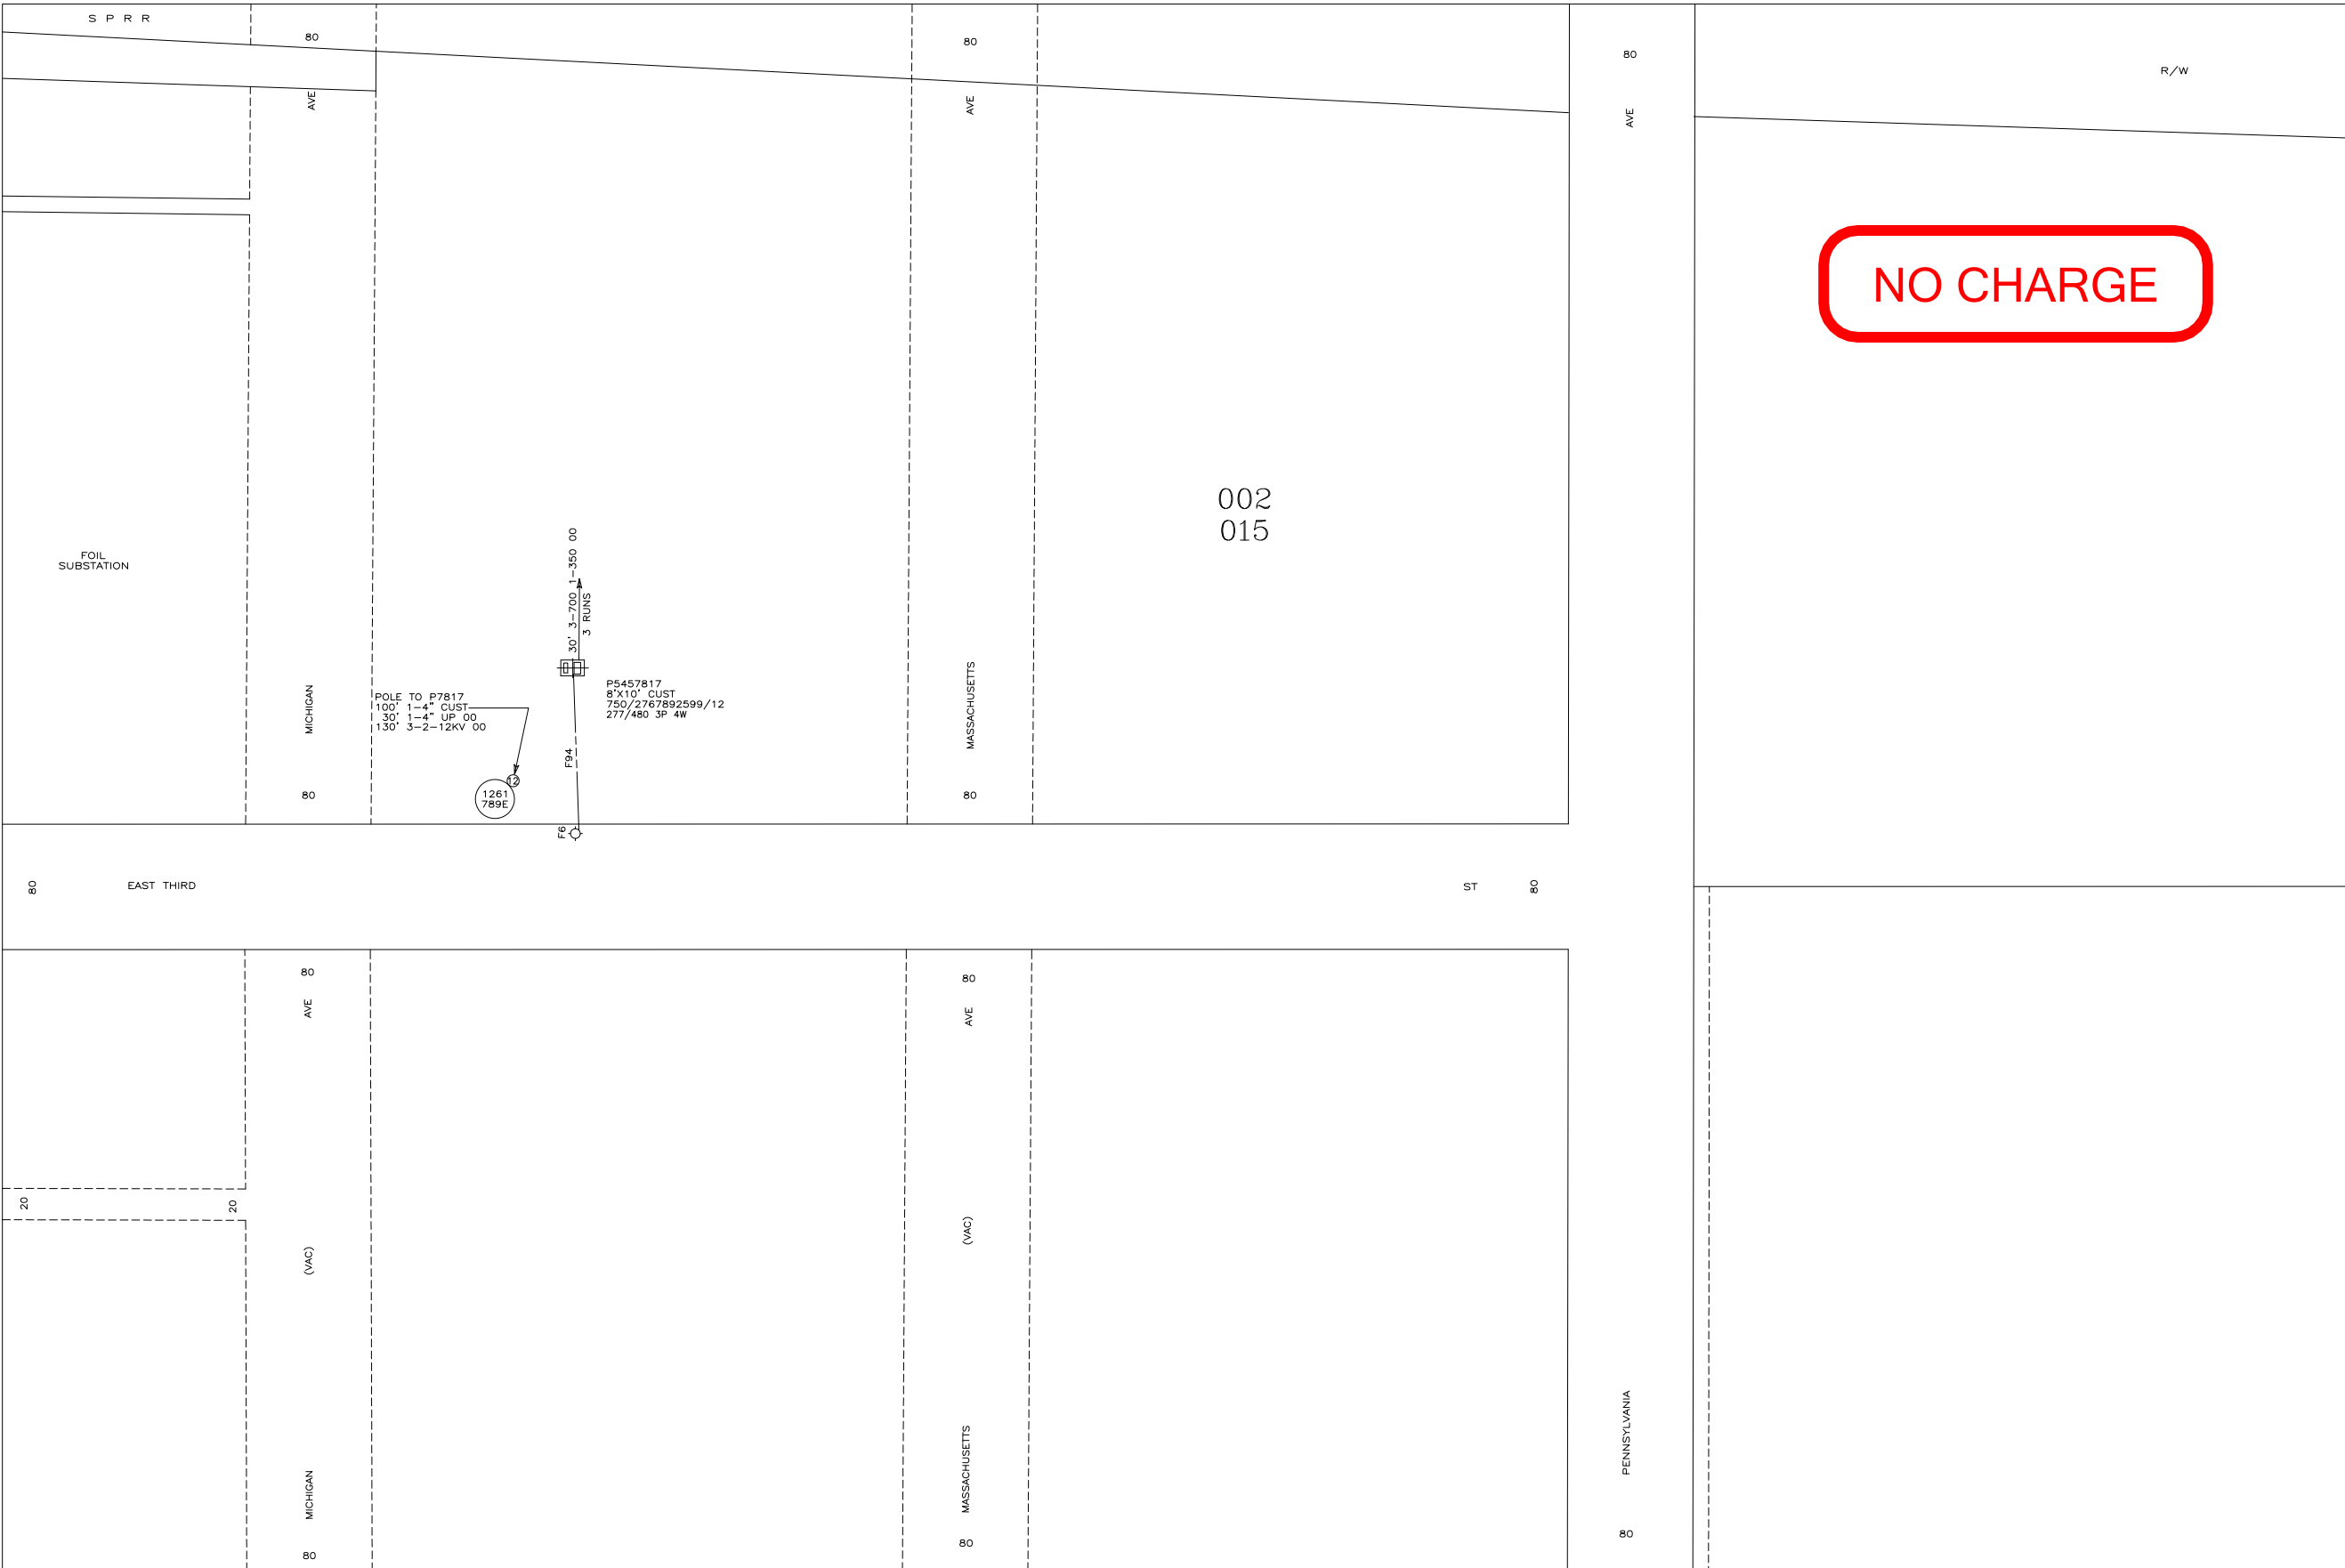 S P R R
80
80
80
R/W
AVE
AVE
AVE
NO CHARGE
002
015
FOIL
SUBSTATION
30' 3-700 1-350 00
3 RUNS
P5457817
8'X10' CUST
750/2767892599/12
277/480 3P 4W
POLE TO P7817
100' 1-4" CUST
30' 1-4" UP 00
130' 3-2-12KV 00
MICHIGAN
MASSACHUSETTS
F94
12
1261
789E
80
80
F6
80
EAST THIRD
ST
80
80
80
AVE
AVE
20
20
(VAC)
(VAC)
PENNSYLVANIA
MICHIGAN
MASSACHUSETTS
80
80
80